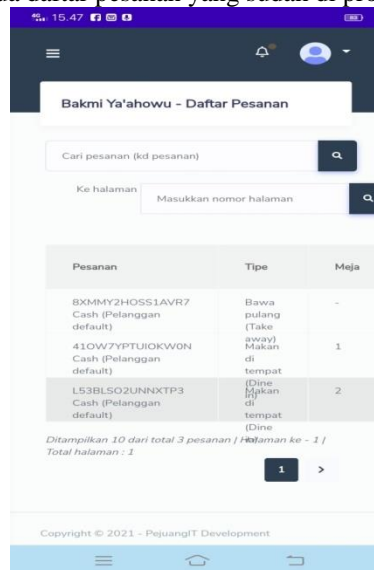 da daftar pesanan yang sudah di pro
4G 15.47
Bakmi Ya'ahowu - Daftar Pesanan
Cari pesanan (kd pesanan)
Ke halaman
Masukkan nomor halaman
Pesanan Tipe Meja
8XMMY2HOSS1AVR7
Cash (Pelanggan
default)
Bawa
pulang
(Take
away)
-
41OW7YPTUIOKW0N
Cash (Pelanggan
default)
Makan
di
tempat
(Dine
in)
1
L53BLSO2UNNXTP3
Cash (Pelanggan
default)
Makan
di
tempat
(Dine
2
Ditampilkan 10 dari total 3 pesanan | Halaman ke - 1 |
Total halaman : 1
1 >
Copyright © 2021 - PejuangIT Development